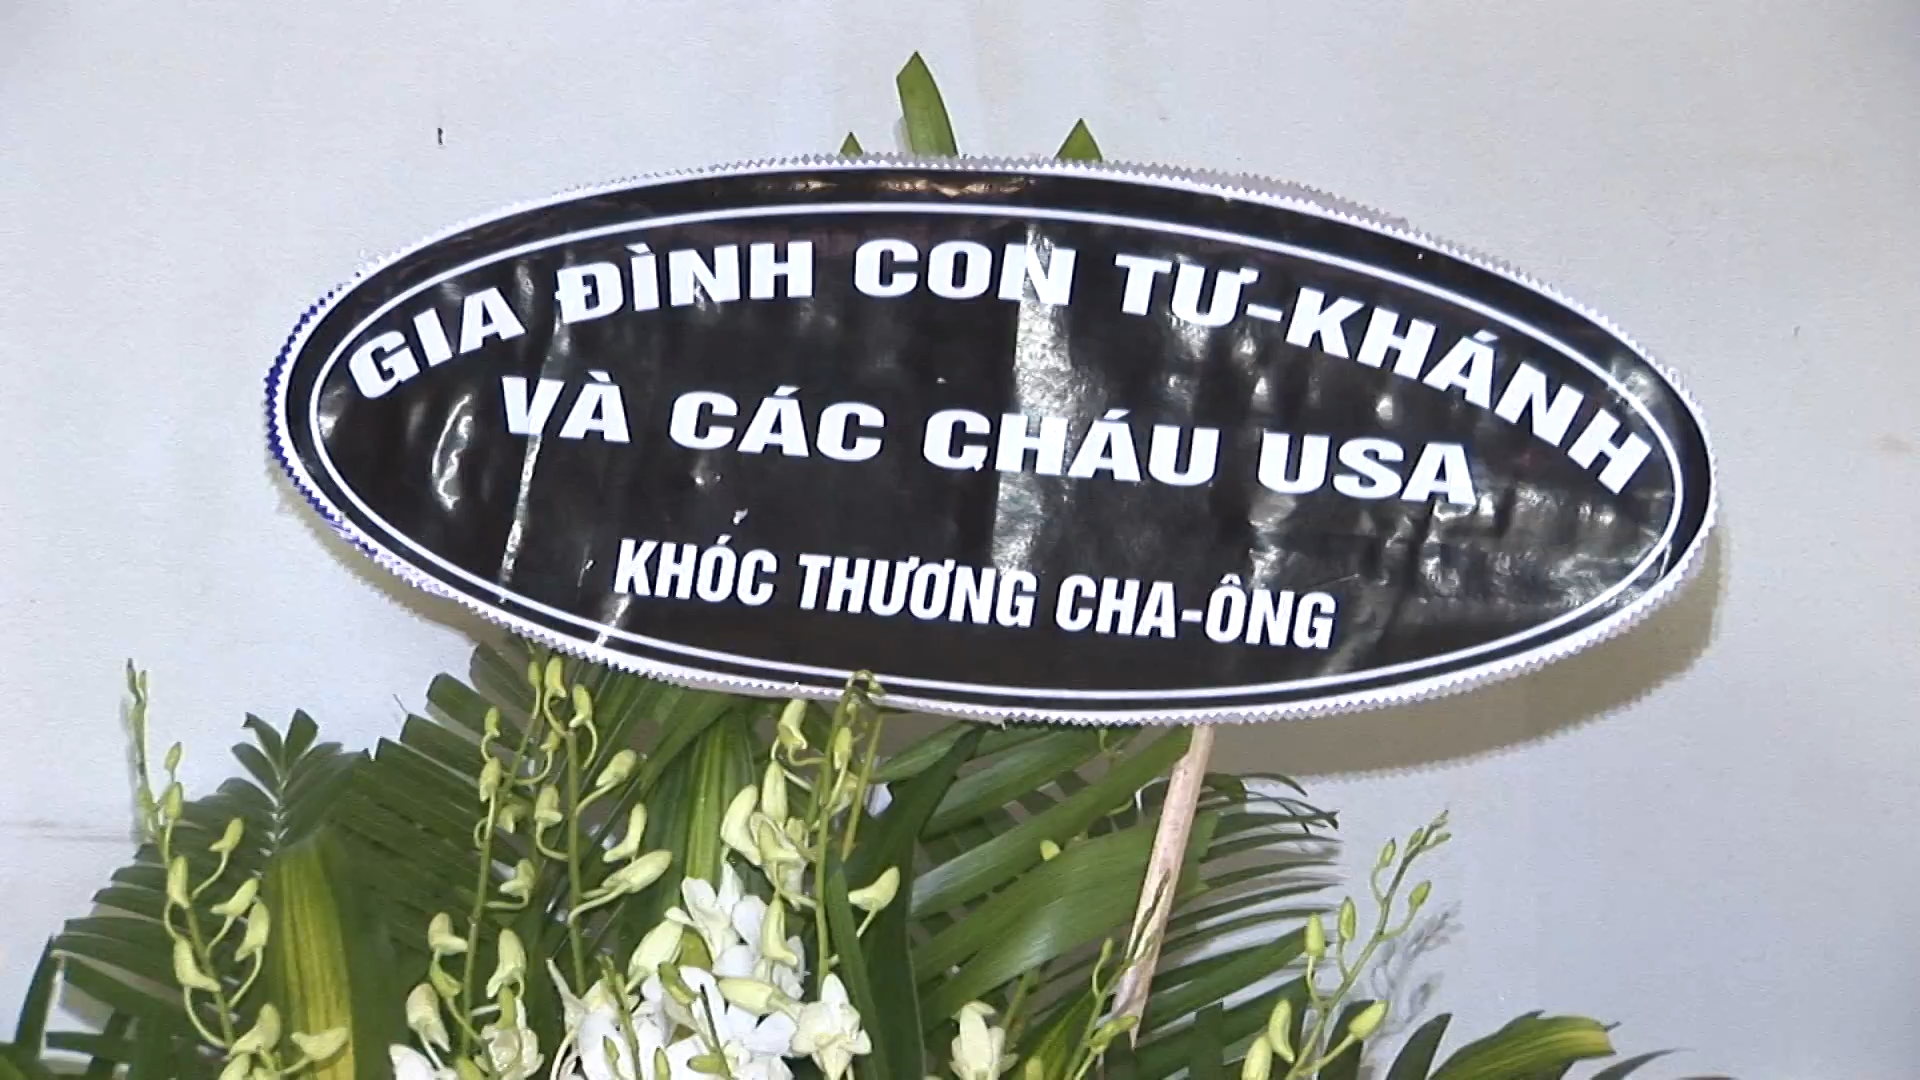 GIA ĐÌNH CON TƯ-KHÁNH
VÀ CÁC CHÁU USA
KHÓC THƯƠNG CHA-ÔNG